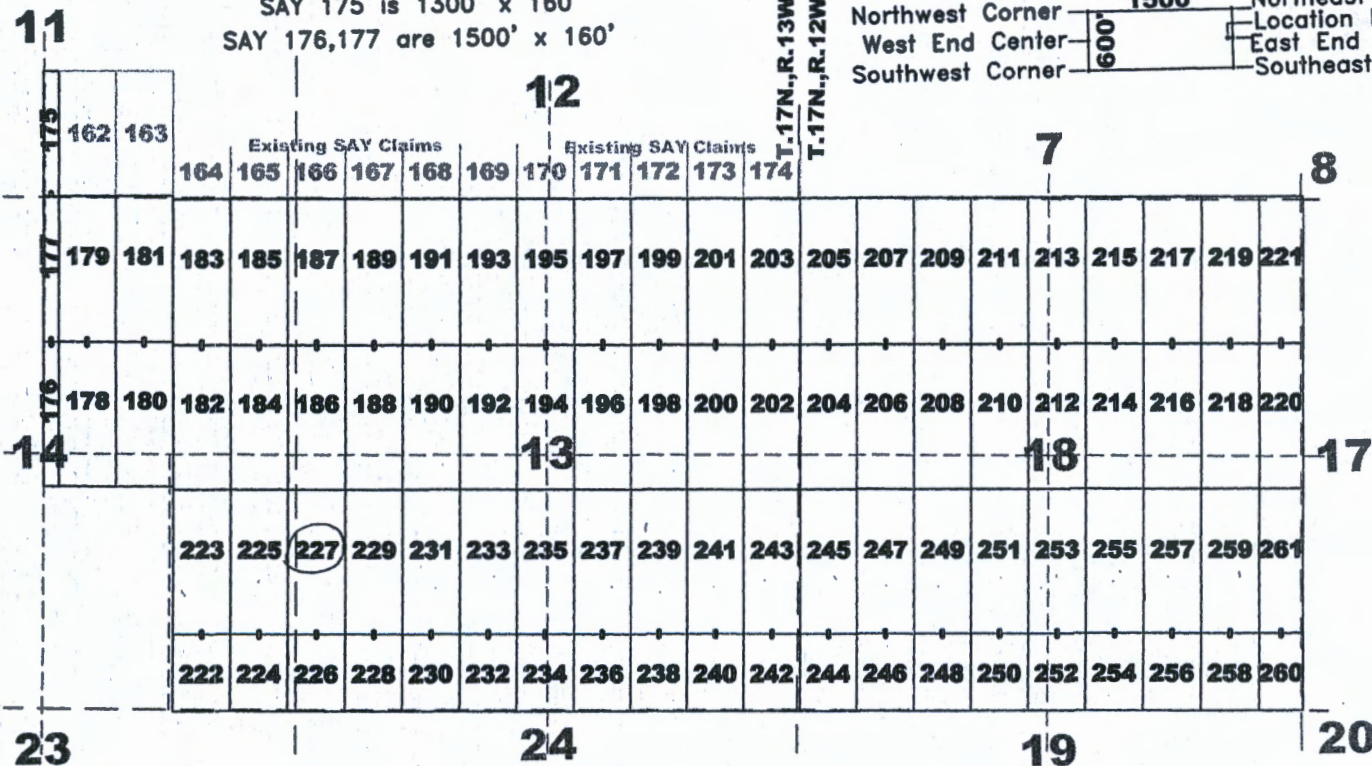 11
SAY 175 is 1300' x 160'
SAY 176,177 are 1500' x 160'
T.17N.,R.13W
T.17N.,R.12W
1500'
Northwest Corner
Location
West End Center
600'
East End
Southwest Corner
Southeast
12
7
8
175 162 163
Existing SAY Claims Existing SAY Claims
164 165 166 167 168 169 170 171 172 173 174
177 179 181 183 185 187 189 191 193 195 197 199 201 203 205 207 209 211 213 215 217 219 221
176 178 180 182 184 186 188 190 192 194 196 198 200 202 204 206 208 210 212 214 216 218 220
14 13 18 17
223 225 227 229 231 233 235 237 239 241 243 245 247 249 251 253 255 257 259 261
222 224 226 228 230 232 234 236 238 240 242 244 246 248 250 252 254 256 258 260
23 24 19 20